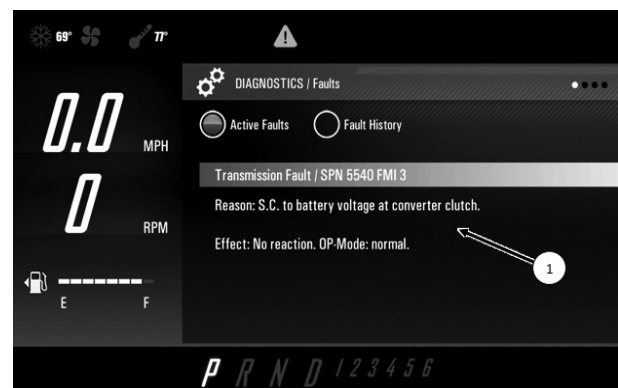 69° 77°
DIAGNOSTICS / Faults
Active Faults Fault History
0.0 MPH
Transmission Fault / SPN 5540 FMI 3
Reason: S.C. to battery voltage at converter clutch.
0 RPM
Effect: No reaction. OP-Mode: normal.
1
E F
P R N D 1 2 3 4 5 6